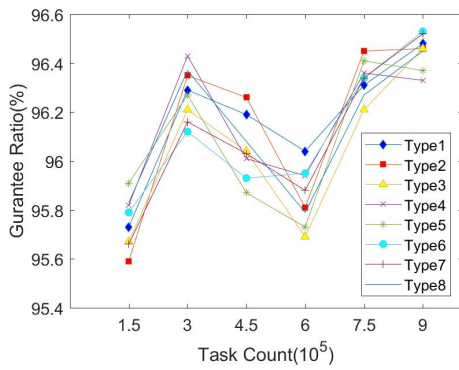 96.6
96.4
96.2
96
95.8
95.6
95.4
Gurantee Ratio(%)
1.5 3 4.5 6 7.5 9
Task Count(10^5)
Type1
Type2
Type3
Type4
Type5
Type6
Type7
Type8